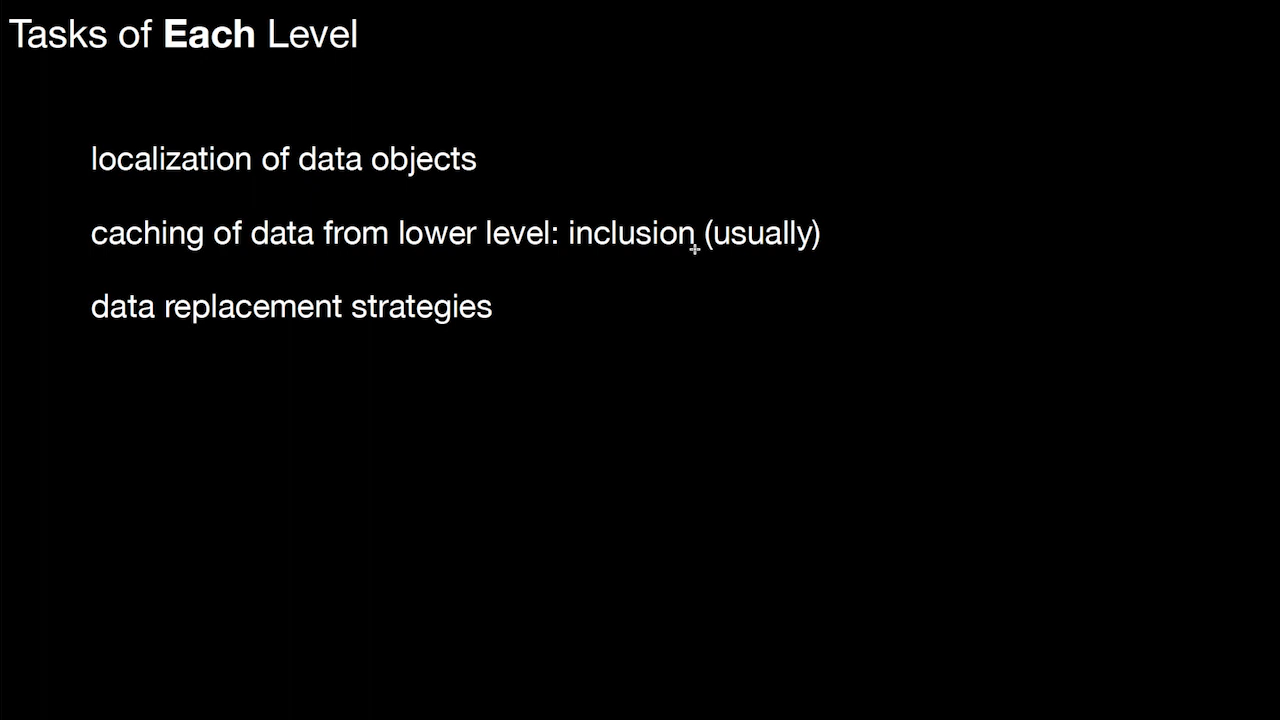 Tasks of Each Level
localization of data objects
caching of data from lower level: inclusion (usually)
data replacement strategies